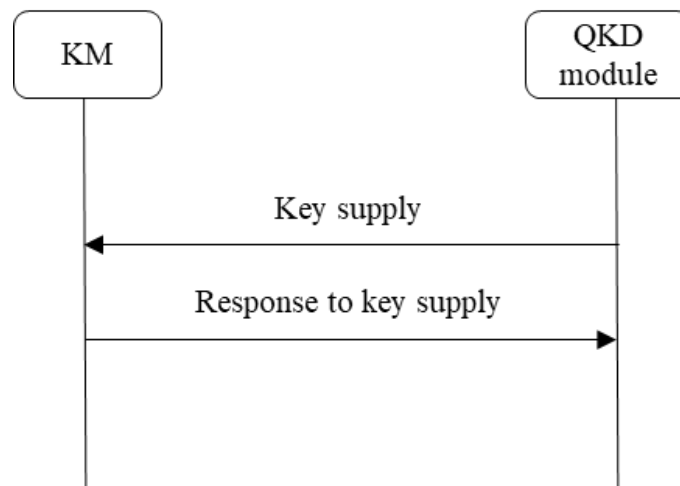 KM
QKD
module
Key supply
Response to key supply